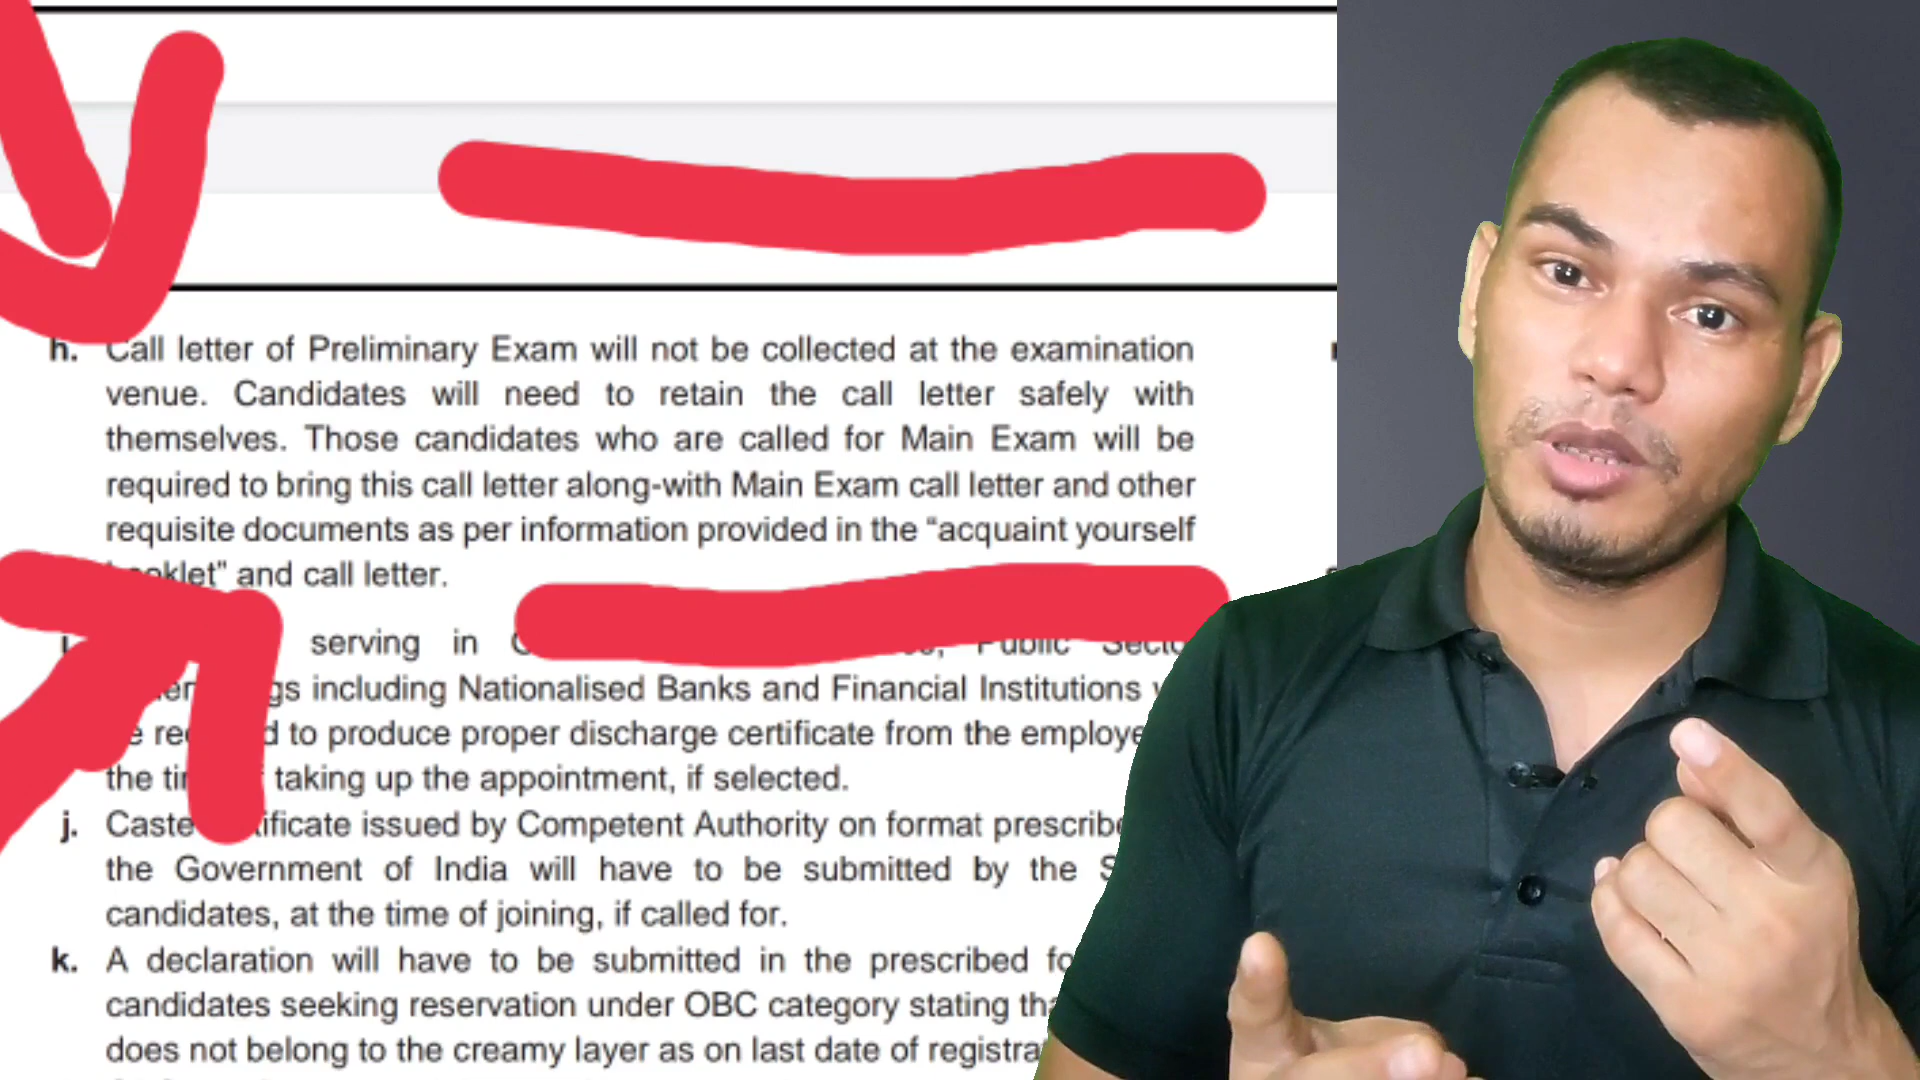 h. Call letter of Preliminary Exam will not be collected at the examination
venue. Candidates will need to retain the call letter safely with
themselves. Those candidates who are called for Main Exam will be
required to bring this call letter along-with Main Exam call letter and other
requisite documents as per information provided in the “acquaint yourself
booklet” and call letter.
serving in Public Sector
including Nationalised Banks and Financial Institutions
to produce proper discharge certificate from the
the taking up the appointment, if selected.
j. Caste issued by Competent Authority on format
the Government of India will have to be submitted by the
candidates, at the time of joining, if called for.
k. A declaration will have to be submitted in the prescribed
candidates seeking reservation under OBC category stating
does not belong to the creamy layer as on last date of